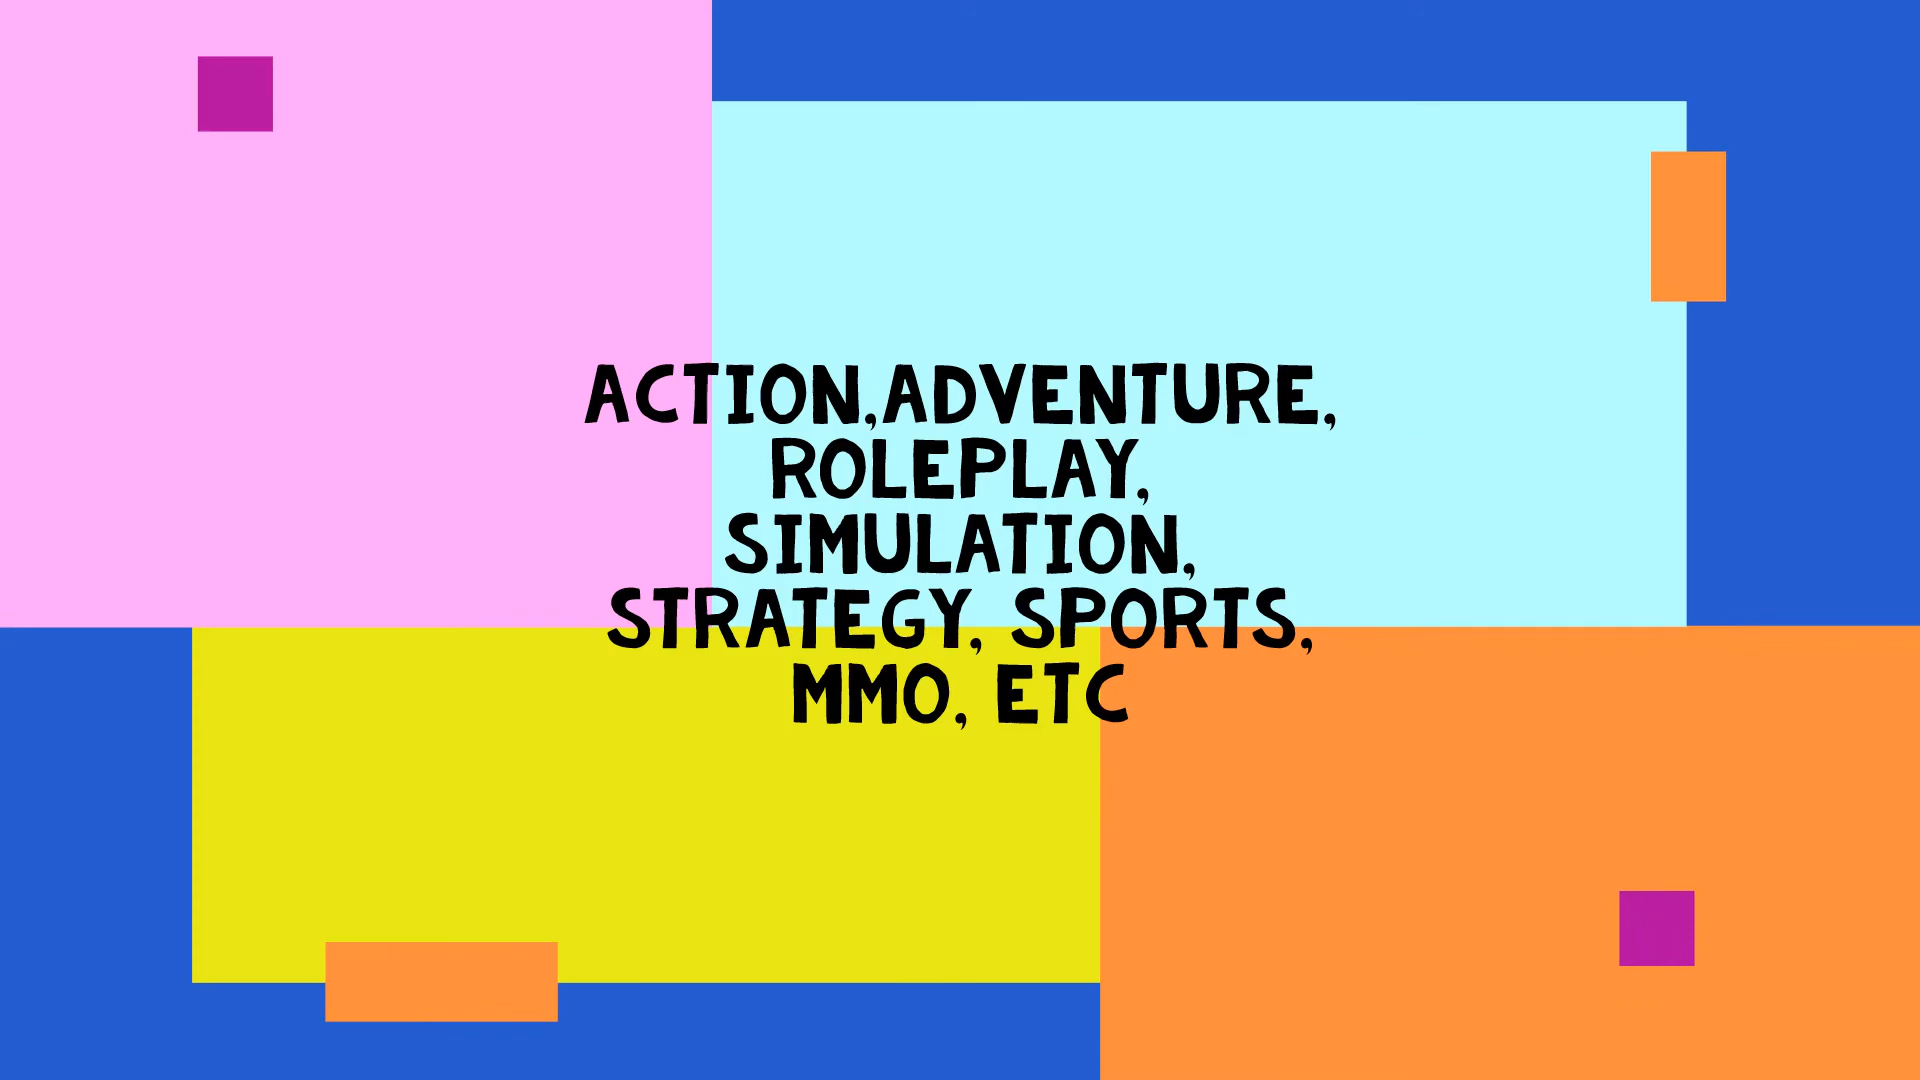 ACTION,ADVENTURE,
ROLEPLAY,
SIMULATION,
STRATEGY, SPORTS,
MMO, ETC